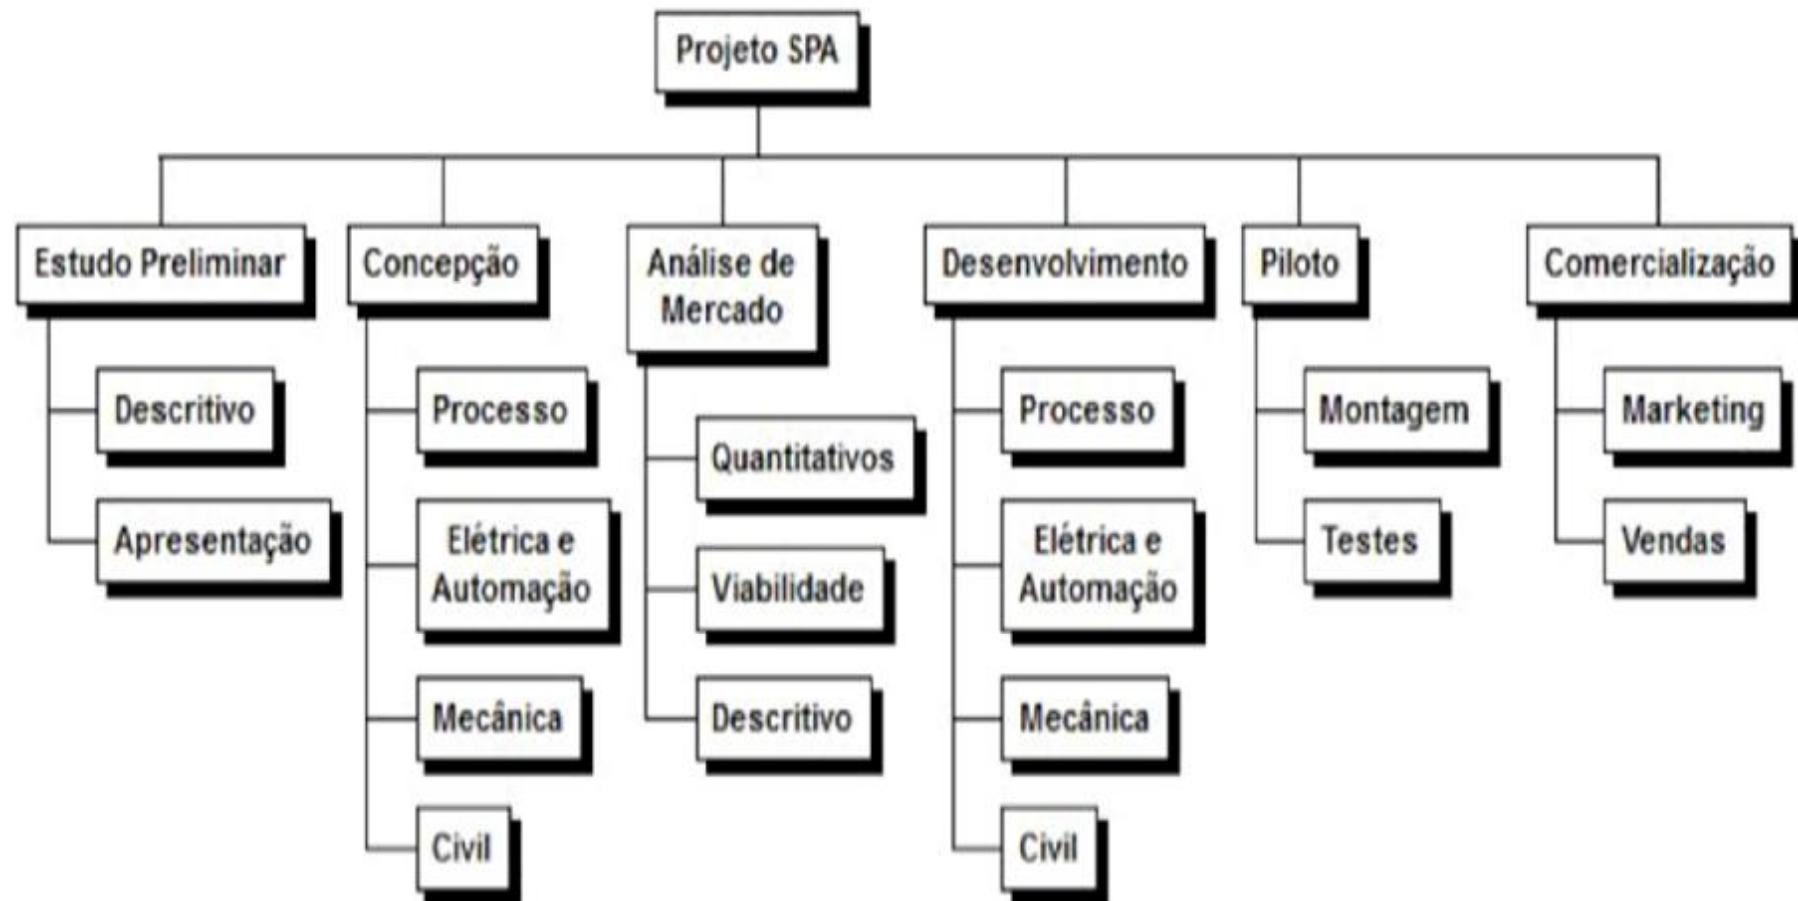 Projeto SPA
Estudo Preliminar
Descritivo
Apresentação
Concepção
Processo
Elétrica e
Automação
Mecânica
Civil
Análise de
Mercado
Quantitativos
Viabilidade
Descritivo
Desenvolvimento
Processo
Elétrica e
Automação
Mecânica
Civil
Piloto
Montagem
Testes
Comercialização
Marketing
Vendas